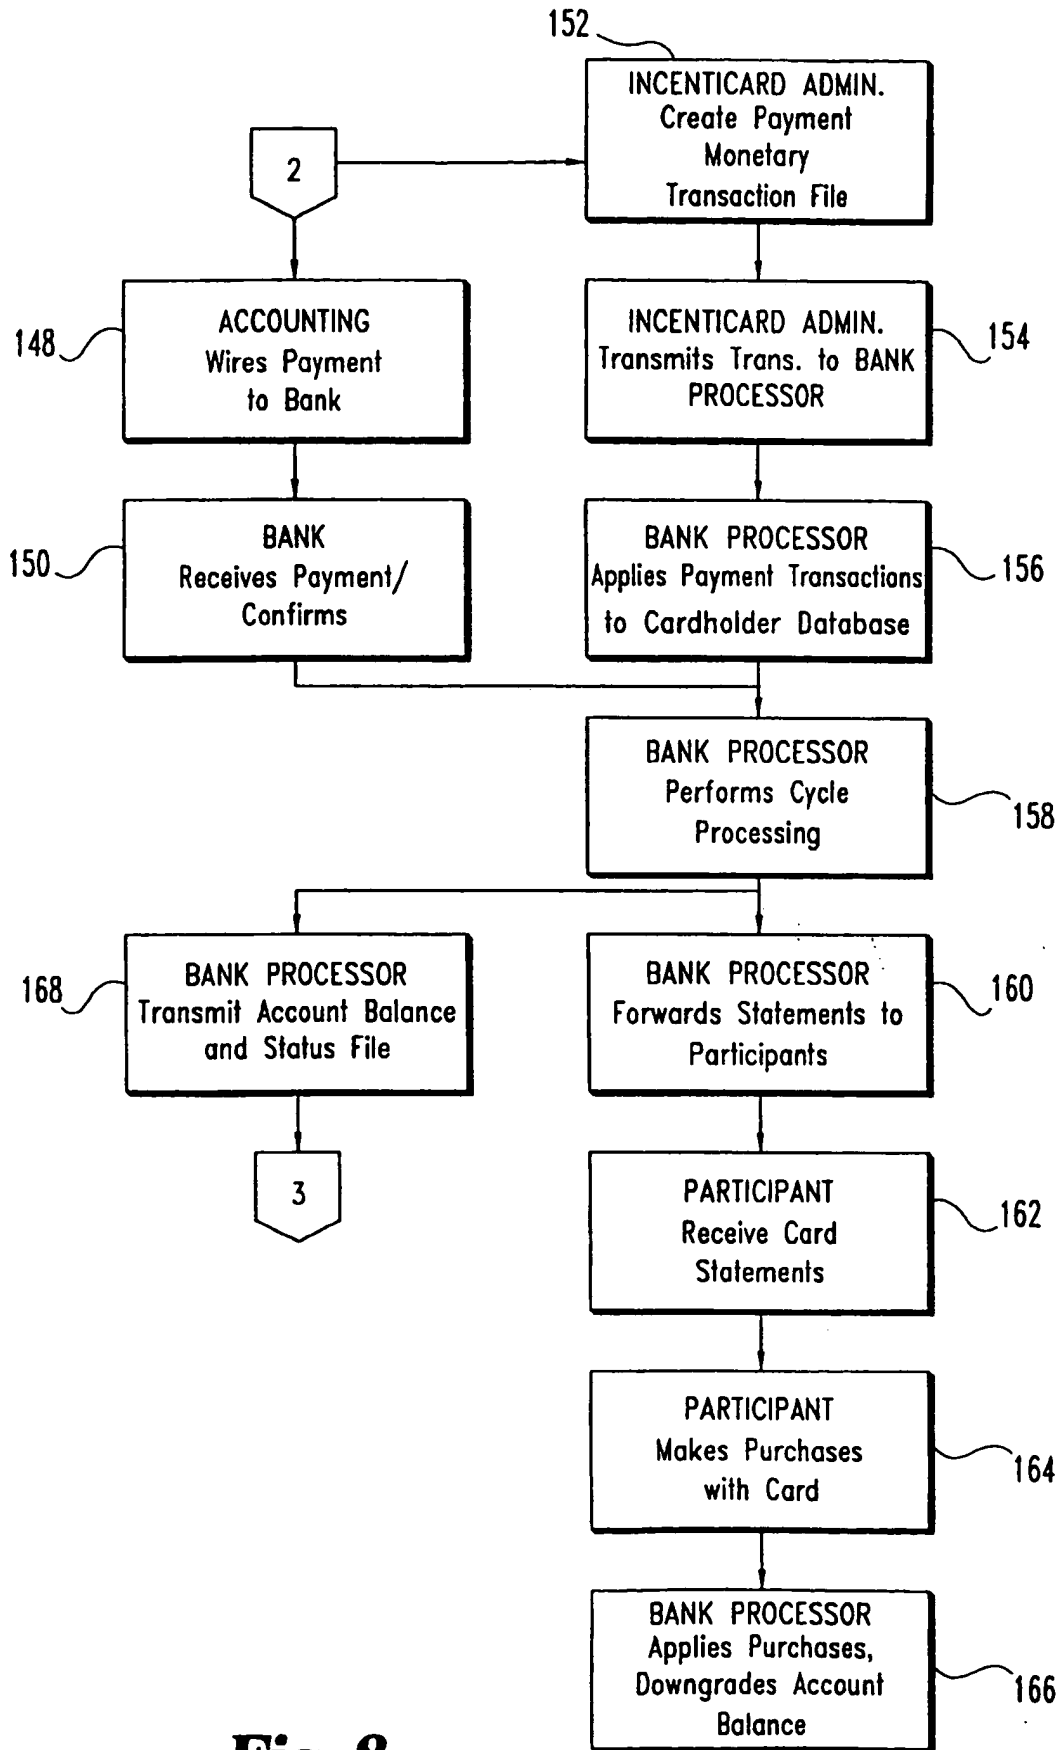 152
INCENTICARD ADMIN.
Create Payment
Monetary
Transaction File
2
148
ACCOUNTING
Wires Payment
to Bank
INCENTICARD ADMIN.
Transmits Trans. to BANK
PROCESSOR
154
150
BANK
Receives Payment/
Confirms
BANK PROCESSOR
Applies Payment Transactions
to Cardholder Database
156
BANK PROCESSOR
Performs Cycle
Processing
158
168
BANK PROCESSOR
Transmit Account Balance
and Status File
BANK PROCESSOR
Forwards Statements to
Participants
160
3
PARTICIPANT
Receive Card
Statements
162
PARTICIPANT
Makes Purchases
with Card
164
BANK PROCESSOR
Applies Purchases,
Downgrades Account
Balance
166